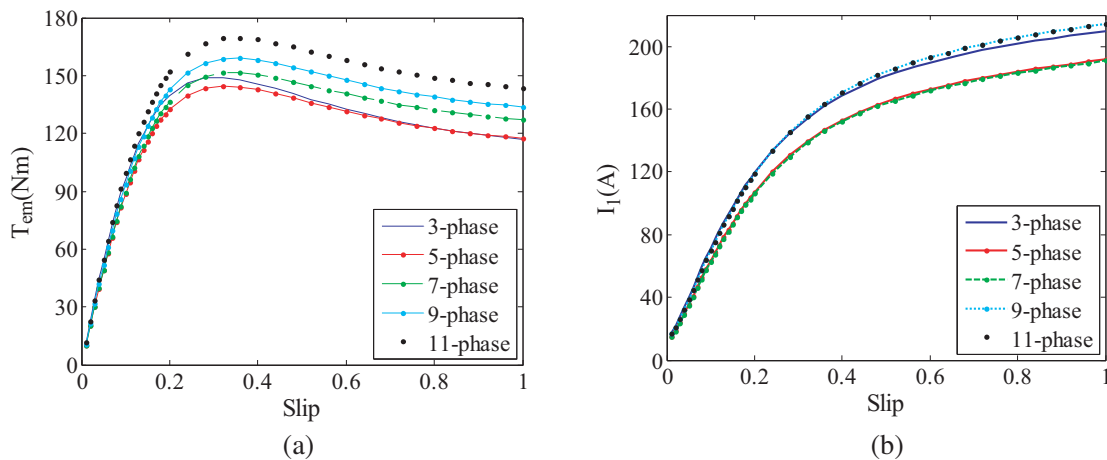 180
150
120
90
60
30
0
T_em(Nm)
0
0.2
0.4
0.6
0.8
1
Slip
3-phase
5-phase
7-phase
9-phase
11-phase
(a)
200
160
120
80
40
0
I_1(A)
0
0.2
0.4
0.6
0.8
1
Slip
3-phase
5-phase
7-phase
9-phase
11-phase
(b)